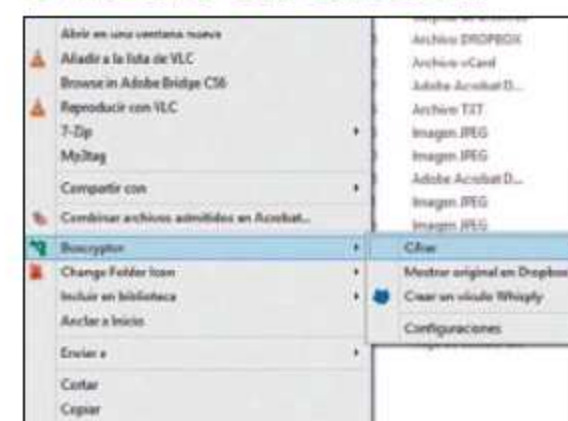 Abrir en una ventana nueva
Añadir a la lista de VLC
Browse in Adobe Bridge CS6
Reproducir con VLC
7-Zip
Mp3tag
Compartir con
Combinar archivos admitidos en Acrobat...
Boxcryptor
Change Folder Icon
Incluir en biblioteca
Anclar a Inicio
Enviar a
Cortar
Copiar
Archivo DROPBOX
Archivo vCard
Adobe Acrobat D...
Archivo TXT
Imagen JPEG
Imagen JPEG
Adobe Acrobat D...
Imagen JPEG
Imagen JPEG
Cifrar
Mostrar original en Dropbox
Crear un vículo Whisply
Configuraciones